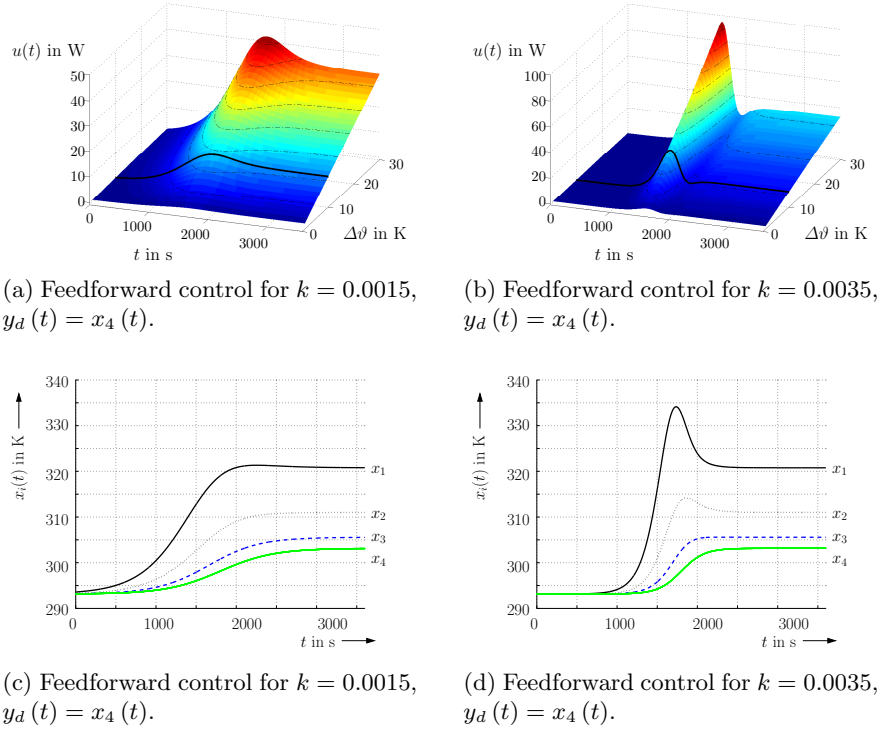 u(t) in W
50
40
30
20
10
0
0
1000
2000
3000
t in s
0
10
20
30
Δϑ in K
u(t) in W
100
80
60
40
20
0
0
1000
2000
3000
t in s
0
10
20
30
Δϑ in K
(a) Feedforward control for k = 0.0015,
y_d (t) = x_4 (t).
(b) Feedforward control for k = 0.0035,
y_d (t) = x_4 (t).
x_i(t) in K
340
330
320
310
300
290
0
1000
2000
3000
t in s
x_1
x_2
x_3
x_4
x_i(t) in K
340
330
320
310
300
290
0
1000
2000
3000
t in s
x_1
x_2
x_3
x_4
(c) Feedforward control for k = 0.0015,
y_d (t) = x_4 (t).
(d) Feedforward control for k = 0.0035,
y_d (t) = x_4 (t).